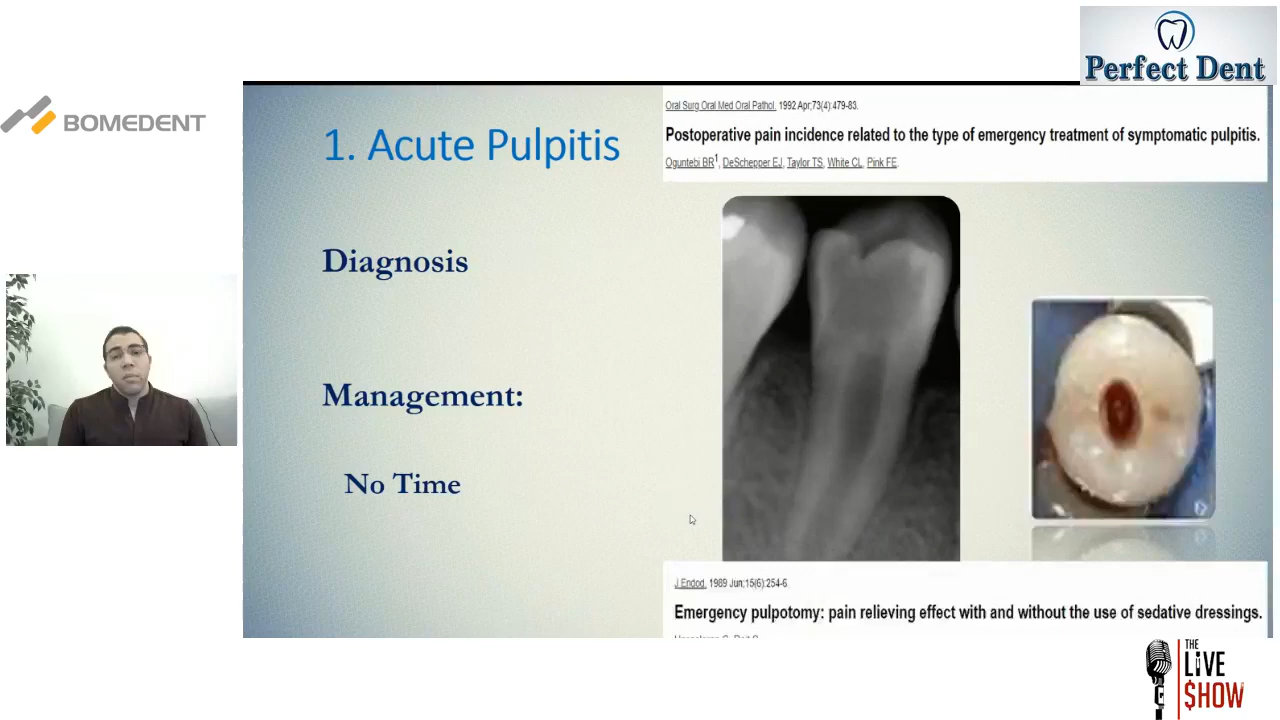 Perfect Dent
BOMEDENT
1. Acute Pulpitis
Diagnosis
Management:
No Time
Oral Surg Oral Med Oral Pathol. 1992 Apr;73(4):479-83.
Postoperative pain incidence related to the type of emergency treatment of symptomatic pulpitis.
Oguntebi BR1, DeSchepper EJ, Taylor TS, White CL, Pink FE.
J Endod. 1989 Jun;15(6):254-6.
Emergency pulpotomy: pain relieving effect with and without the use of sedative dressings.
THE
LiVE
$HOW